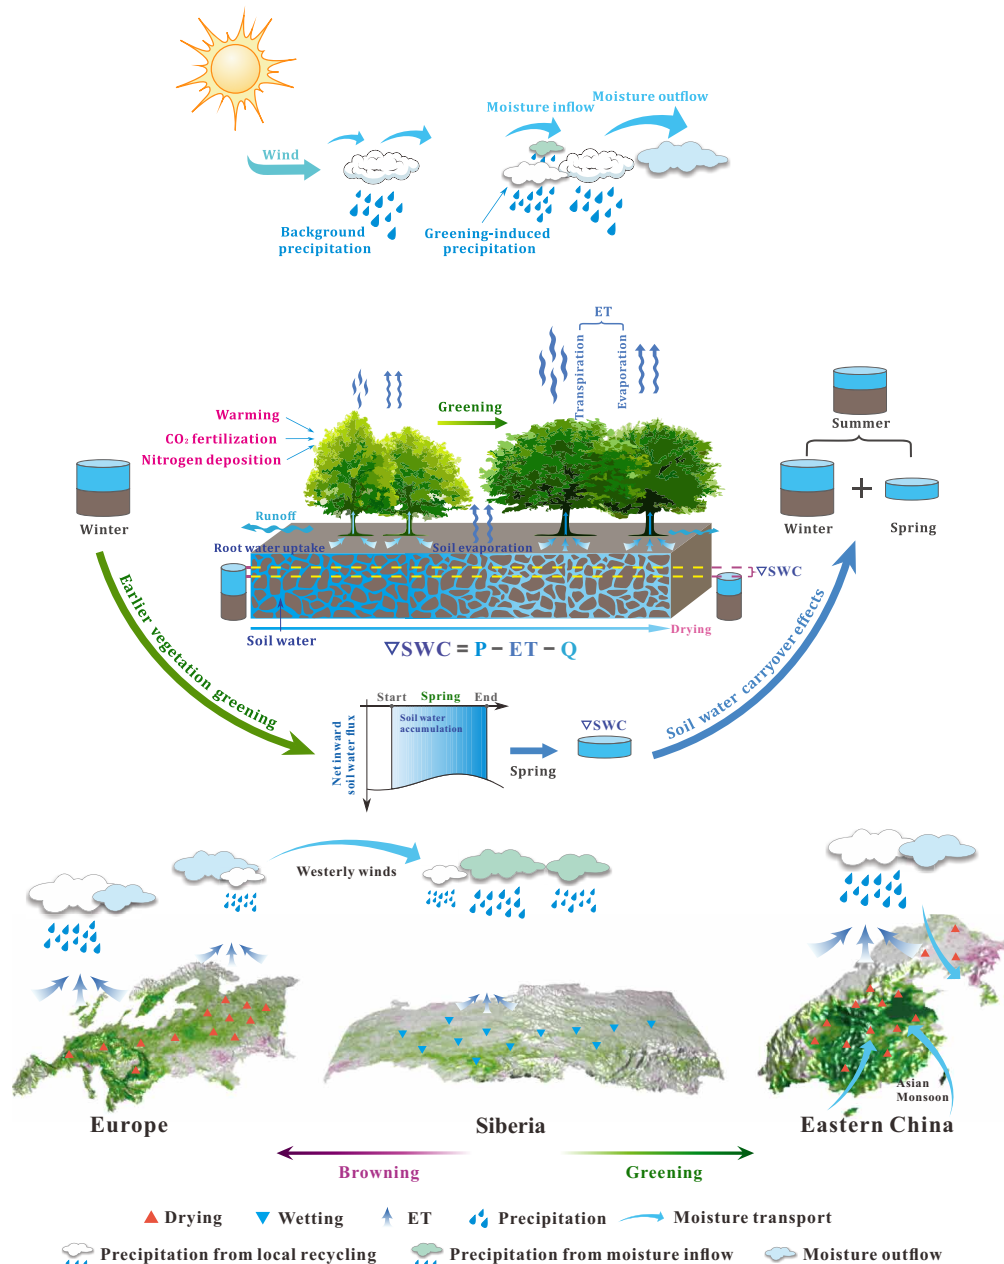 Moisture inflow
Moisture outflow
Wind
Background
precipitation
Greening-induced
precipitation
ET
Transpiration
Evaporation
Greening
Warming
CO₂ fertilization
Nitrogen deposition
Summer
Winter
Winter
Spring
Runoff
Root water uptake
Soil evaporation
▽SWC
Soil water
Drying
▽SWC = P − ET − Q
Earlier vegetation greening
Soil water carryover effects
Start
Spring
End
Soil water
accumulation
Net inward
soil water flux
Spring
▽SWC
Westerly winds
Asian
Monsoon
Europe
Siberia
Eastern China
Browning
Greening
Drying
Wetting
ET
Precipitation
Moisture transport
Precipitation from local recycling
Precipitation from moisture inflow
Moisture outflow